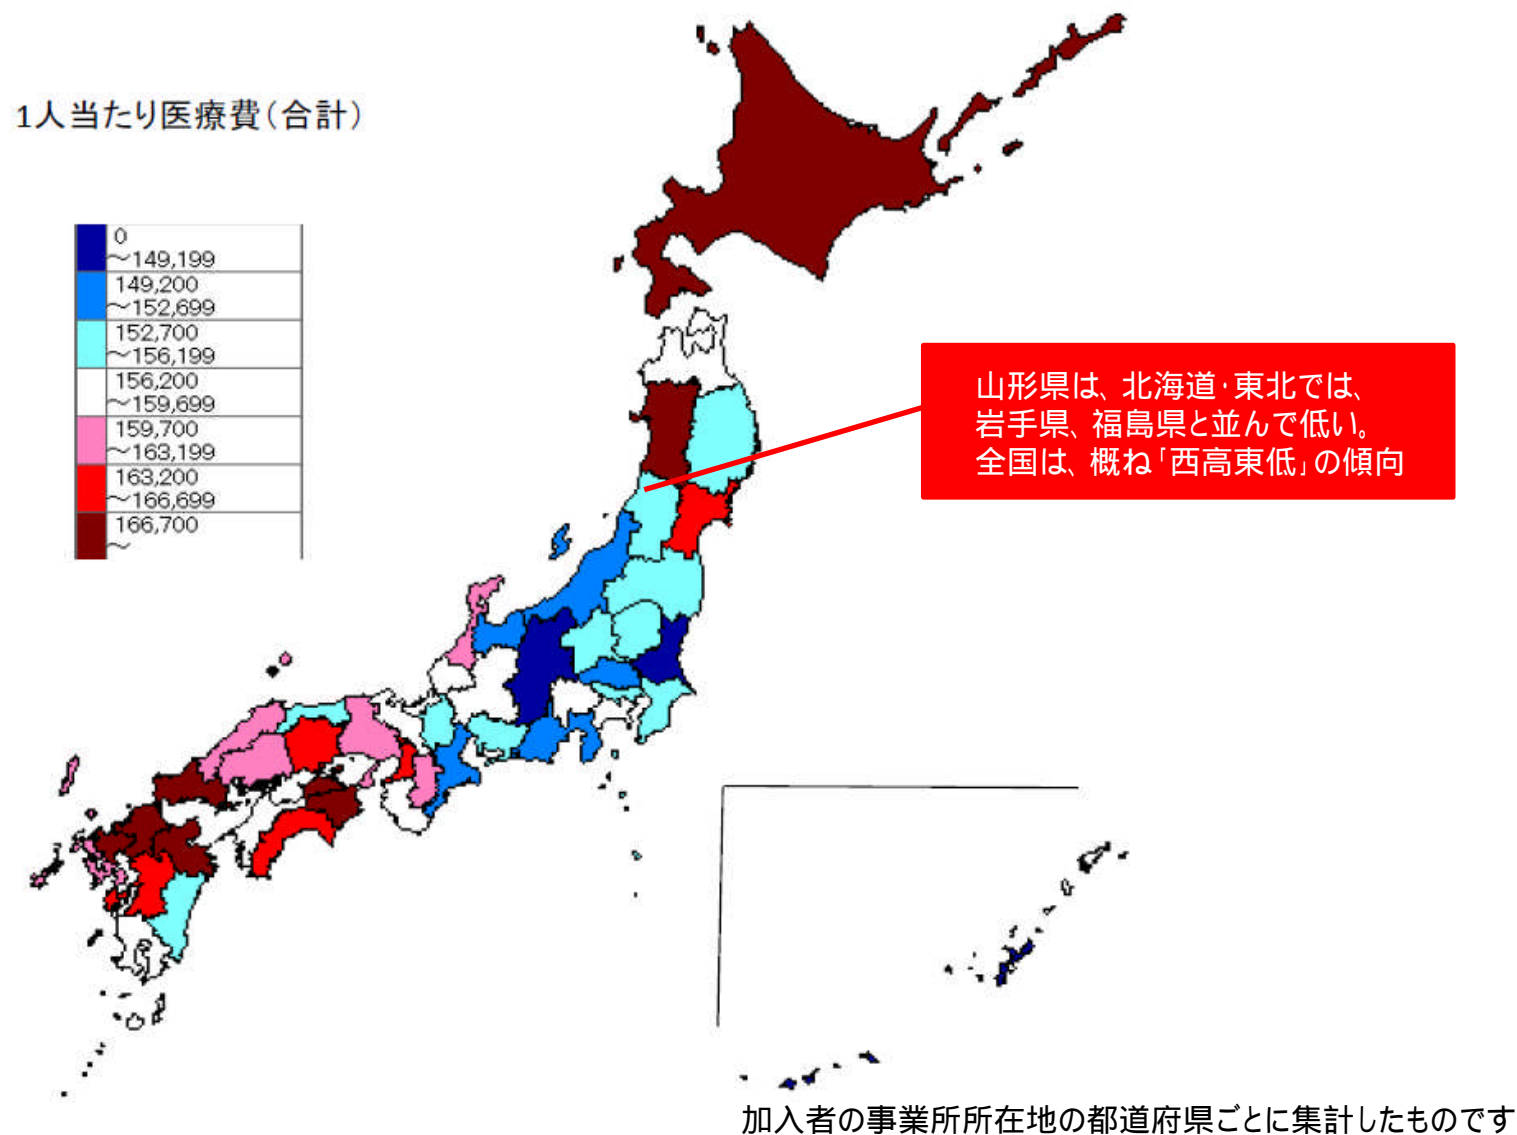 1人当たり医療費(合計)
0
~149,199
149,200
~152,699
152,700
~156,199
156,200
~159,699
159,700
~163,199
163,200
~166,699
166,700
~
山形県は、北海道・東北では、
岩手県、福島県と並んで低い。
全国は、概ね「西高東低」の傾向
加入者の事業所所在地の都道府県ごとに集計したものです